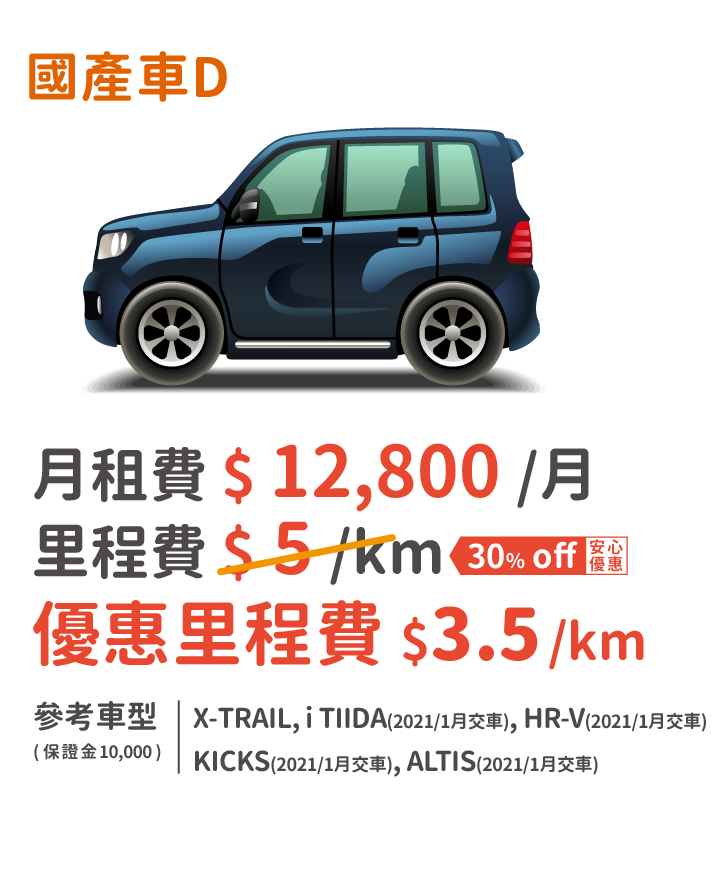 國產車D
月租費 $ 12,800 /月
里程費 $ 5 /km 30% off 安心優惠
優惠里程費 $3.5 /km
參考車型
(保證金10,000)
X-TRAIL, i TIIDA(2021/1月交車), HR-V(2021/1月交車)
KICKS(2021/1月交車), ALTIS(2021/1月交車)